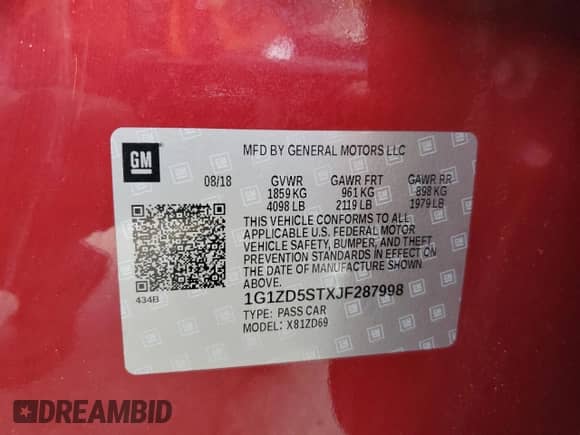 GM
MFD BY GENERAL MOTORS LLC
08/18 GVWR GAWR FRT GAWR RR
1859 KG 961 KG 898 KG
4098 LB 2119 LB 1979 LB
THIS VEHICLE CONFORMS TO ALL
APPLICABLE U.S. FEDERAL MOTOR
VEHICLE SAFETY, BUMPER, AND THEFT
PREVENTION STANDARDS IN EFFECT ON
THE DATE OF MANUFACTURE SHOWN
ABOVE.
434B
1G1ZD5STXJF287998
TYPE: PASS CAR
MODEL: X81ZD69
DREAMBID